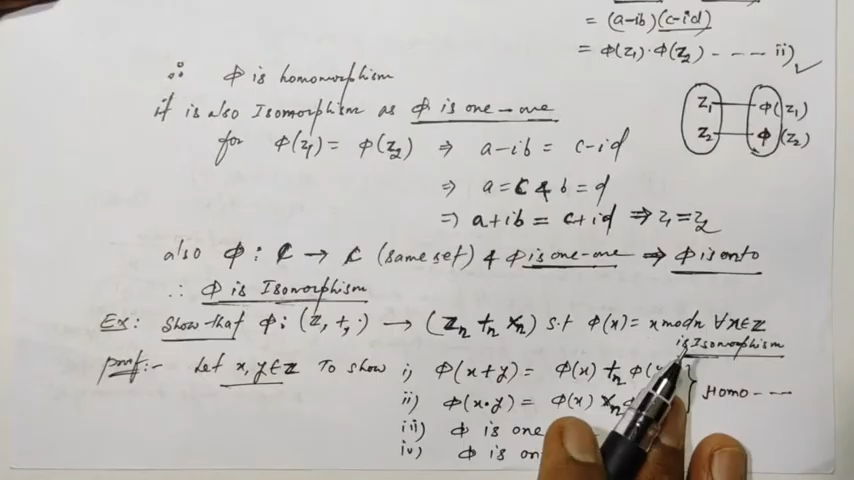 = (a-ib)(c-id)
= Φ(z₁)·Φ(z₂) ---- ii) ✓
∴ Φ is homomorphism
it is also Isomorphism as Φ is one-one
z₁ Φ(z₁)
z₂ Φ(z₂)
for Φ(z₁) = Φ(z₂) ⇒ a-ib = c-id
⇒ a=c & b=d
⇒ a+ib = c+id ⇒ z₁=z₂
also Φ: ℂ → ℂ (same set) & Φ is one-one ⇒ Φ is onto
∴ Φ is Isomorphism
Ex: Show that Φ: (ℤ, +, ·) → (ℤₙ +ₙ ×ₙ) s.t Φ(x) = x modn ∀x∈ℤ
is Isomorphism
proof:- Let x, y∈ℤ To show i) Φ(x+y) = Φ(x) +ₙ
ii) Φ(x·y) = Φ(x) ×ₙ } Homo ---
iii) Φ is one
iv) Φ is